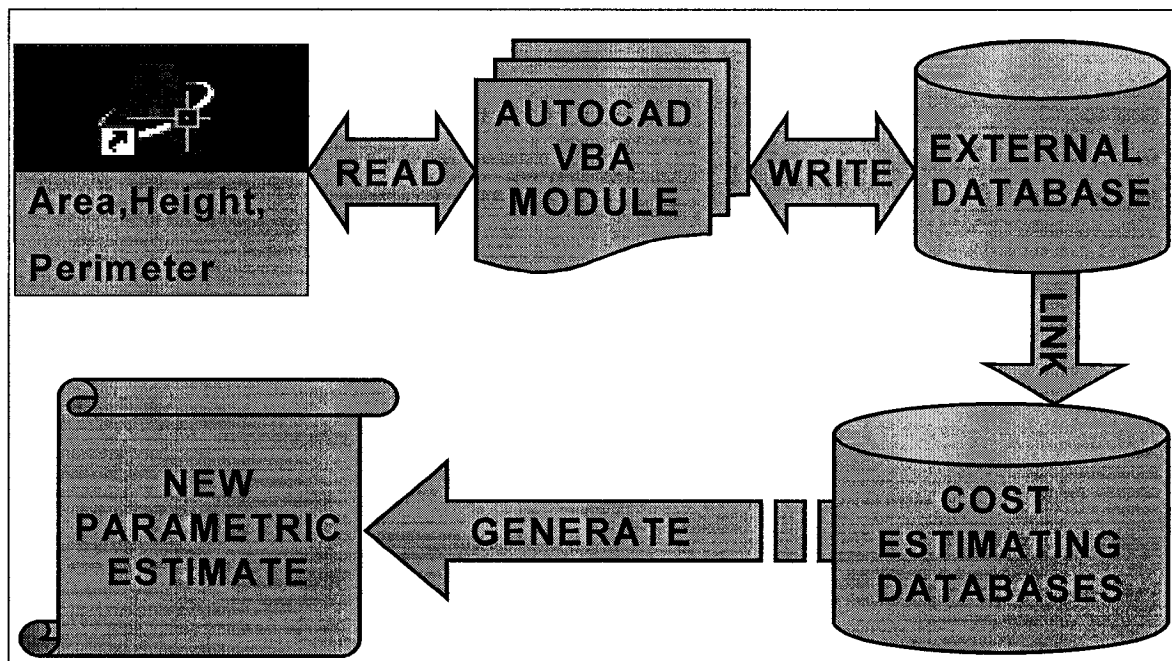 Area,Height,
Perimeter
READ
AUTOCAD
VBA
MODULE
WRITE
EXTERNAL
DATABASE
LINK
COST
ESTIMATING
DATABASES
GENERATE
NEW
PARAMETRIC
ESTIMATE